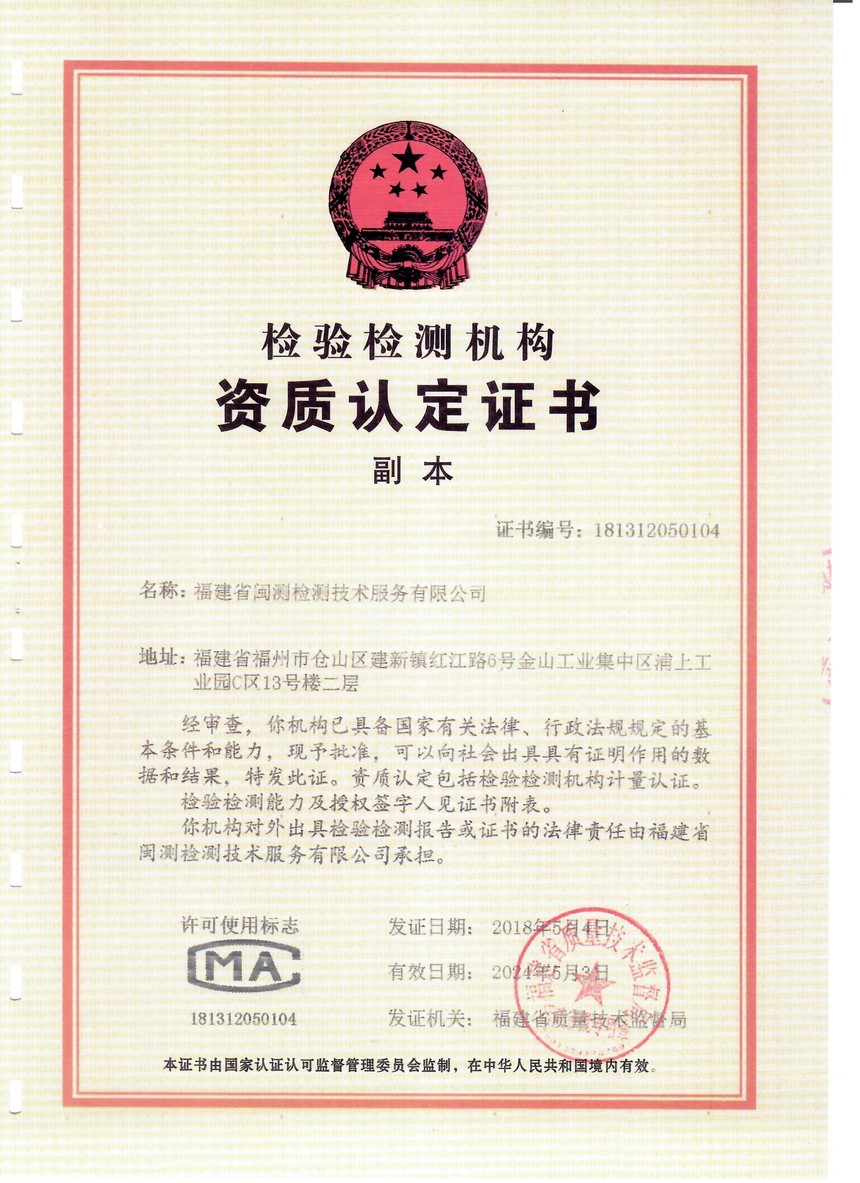 检验检测机构
资质认定证书
副本
证书编号：181312050104
名称：福建省闽测检测技术服务有限公司
地址：福建省福州市仓山区建新镇红江路6号金山工业集中区浦上工
业园C区13号楼二层
经审查，你机构已具备国家有关法律、行政法规规定的基
本条件和能力，现予批准，可以向社会出具具有证明作用的数
据和结果，特发此证。资质认定包括检验检测机构计量认证。
检验检测能力及授权签字人见证书附表。
你机构对外出具检验检测报告或证书的法律责任由福建省
闽测检测技术服务有限公司承担。
许可使用标志
MA
181312050104
发证日期：2018年5月4日
有效日期：2024年5月3日
发证机关：福建省质量技术监督局
福建省质量技术监督局
本证书由国家认证认可监督管理委员会监制，在中华人民共和国境内有效。